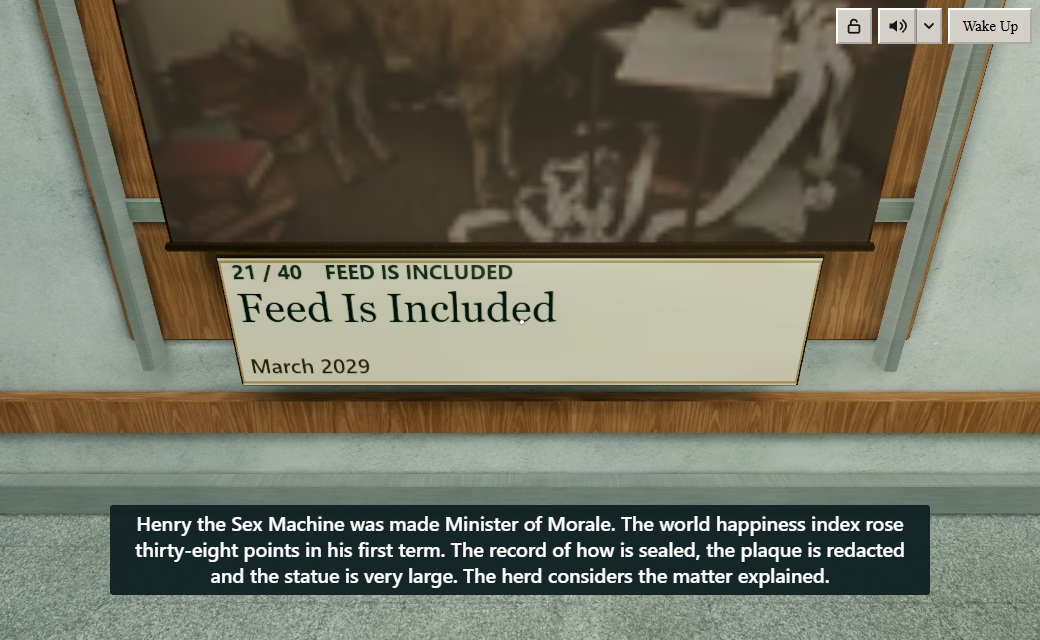 Wake Up
21 / 40 FEED IS INCLUDED
Feed Is Included
March 2029
Henry the Sex Machine was made Minister of Morale. The world happiness index rose
thirty-eight points in his first term. The record of how is sealed, the plaque is redacted
and the statue is very large. The herd considers the matter explained.